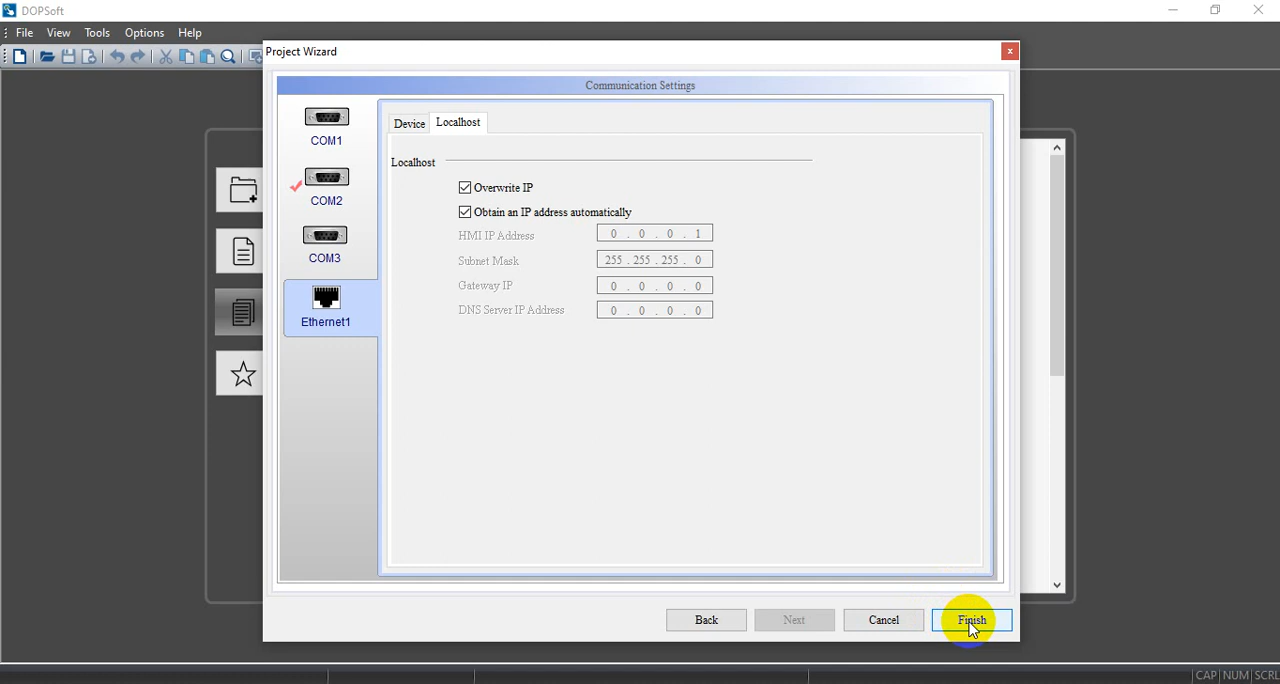 DOPSoft
File View Tools Options Help
Project Wizard
Communication Settings
COM1
COM2
COM3
Ethernet1
Device Localhost
Localhost
Overwrite IP
Obtain an IP address automatically
HMI IP Address 0 . 0 . 0 . 1
Subnet Mask 255 . 255 . 255 . 0
Gateway IP 0 . 0 . 0 . 0
DNS Server IP Address 0 . 0 . 0 . 0
Back Next Cancel Finish
CAP NUM SCRL